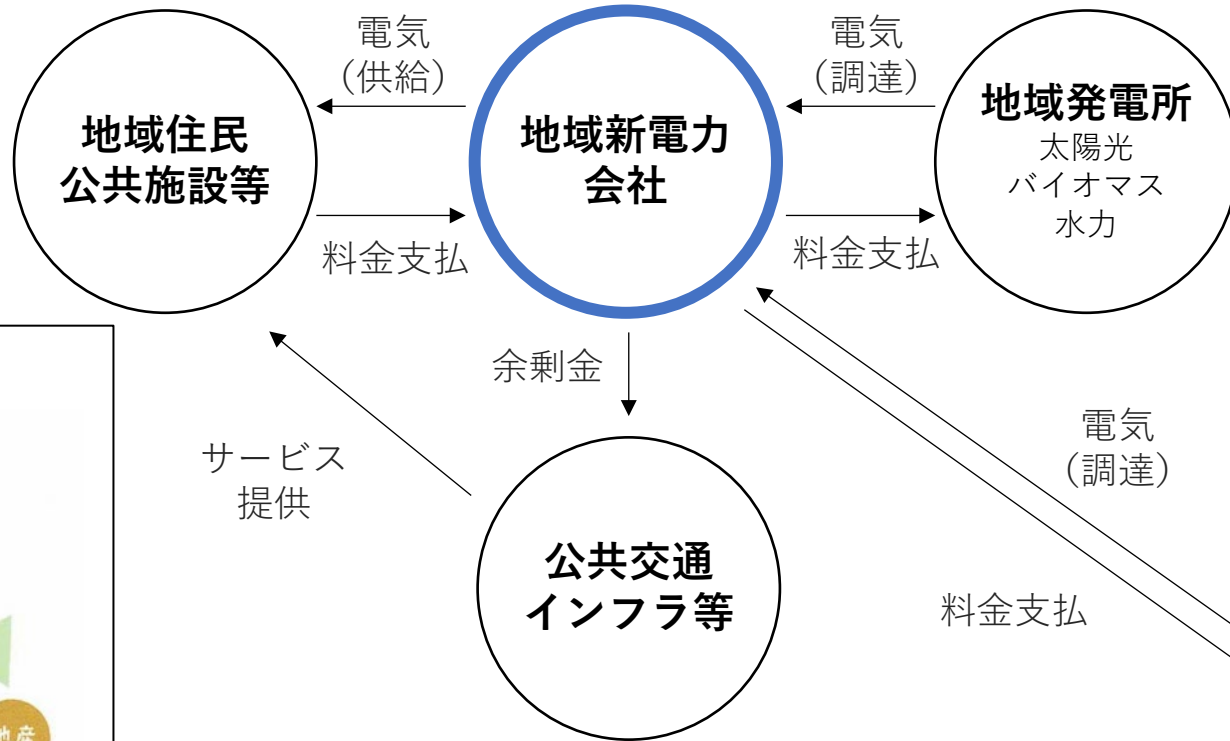 電気
(供給)
電気
(調達)
地域住民
公共施設等
地域新電力
会社
地域発電所
太陽光
バイオマス
水力
料金支払
料金支払
余剰金
サービス
提供
電気
(調達)
公共交通
インフラ等
料金支払
地産